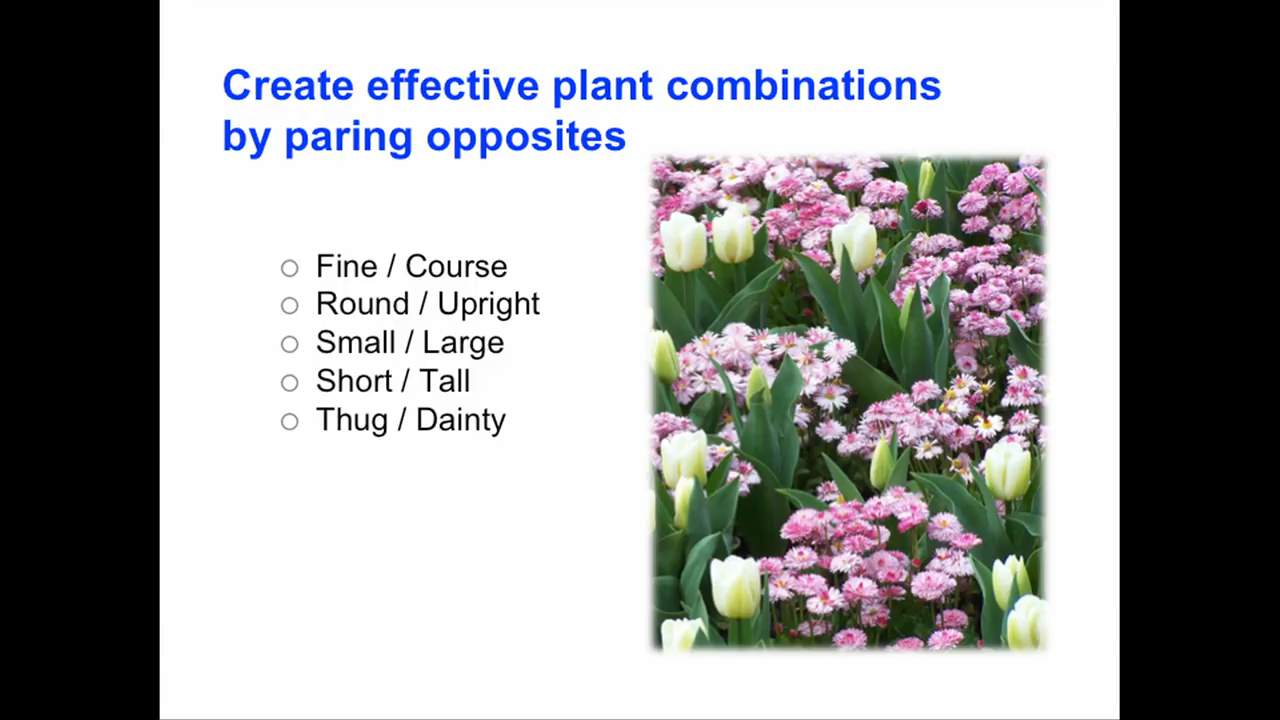 Create effective plant combinations
by paring opposites
Fine / Course
Round / Upright
Small / Large
Short / Tall
Thug / Dainty